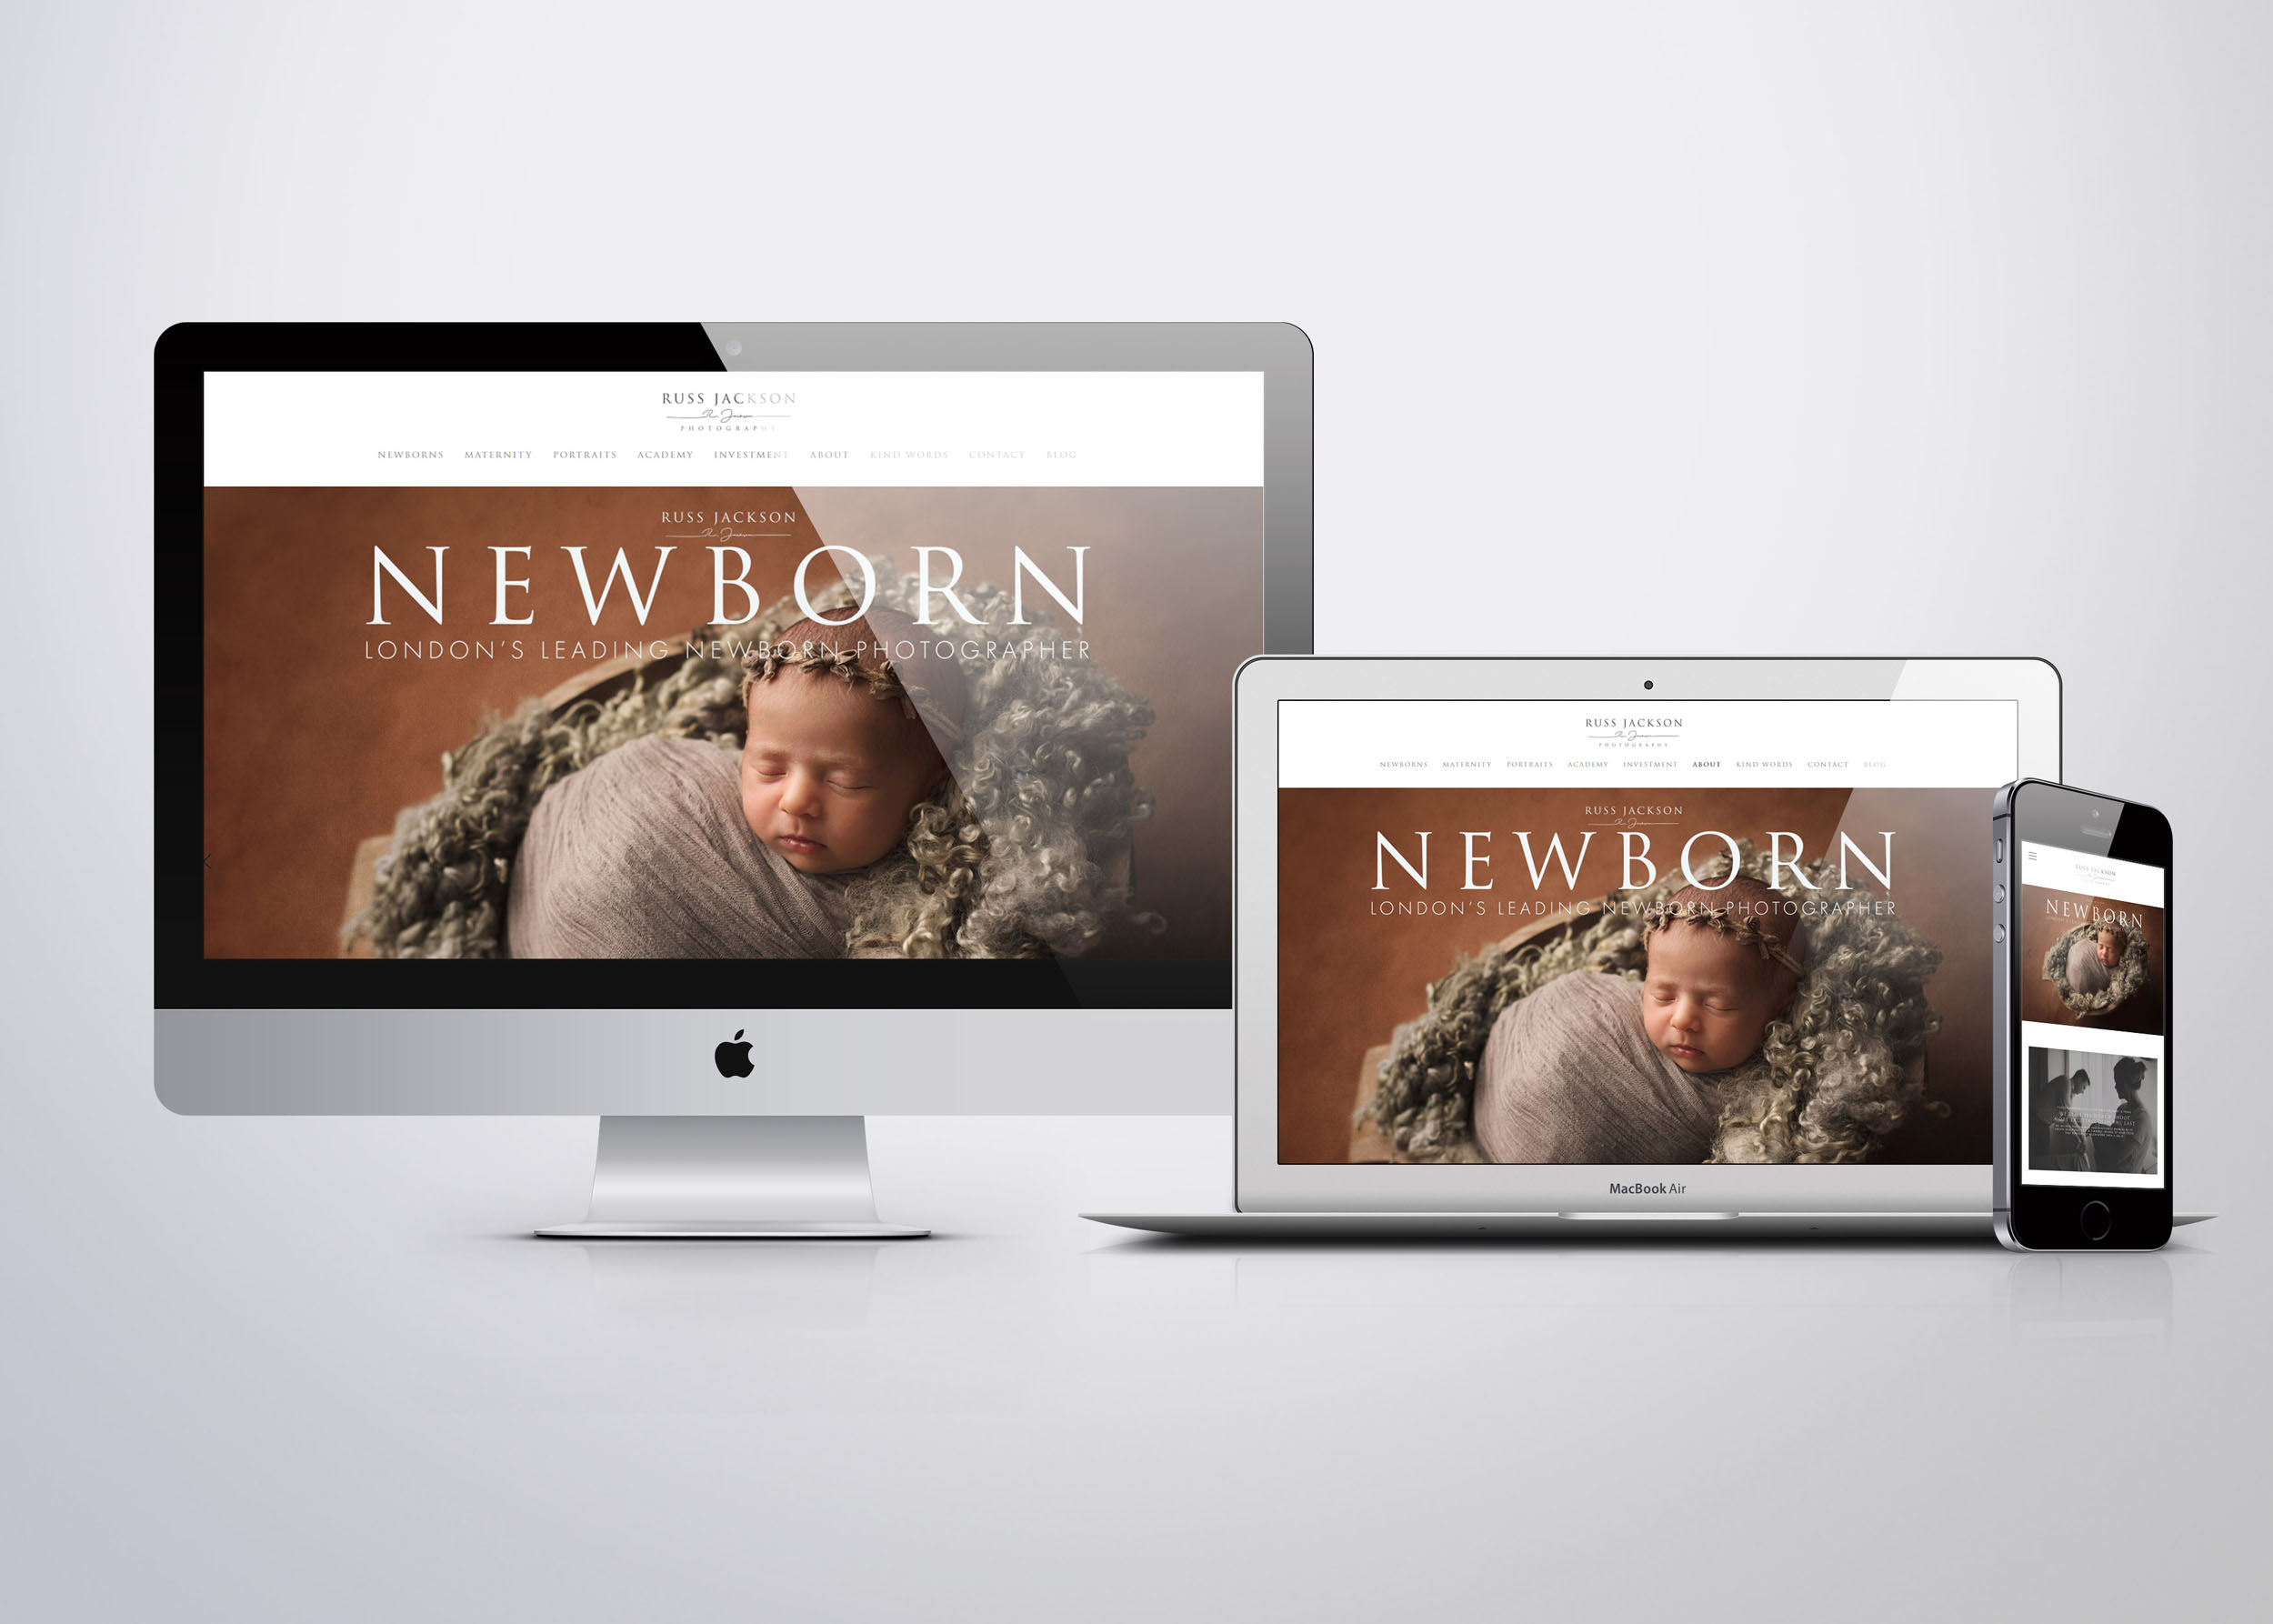 RUSS JACKSON
PHOTOGRAPHY
NEWBORNS MATERNITY PORTRAITS ACADEMY INVESTMENT ABOUT KIND WORDS CONTACT BLOG
RUSS JACKSON
NEWBORN
LONDON'S LEADING NEWBORN PHOTOGRAPHER
RUSS JACKSON
PHOTOGRAPHY
NEWBORNS MATERNITY PORTRAITS ACADEMY INVESTMENT ABOUT KIND WORDS CONTACT BLOG
RUSS JACKSON
NEWBORN
LONDON'S LEADING NEWBORN PHOTOGRAPHER
MacBook Air
RUSS JACKSON
NEWBORN